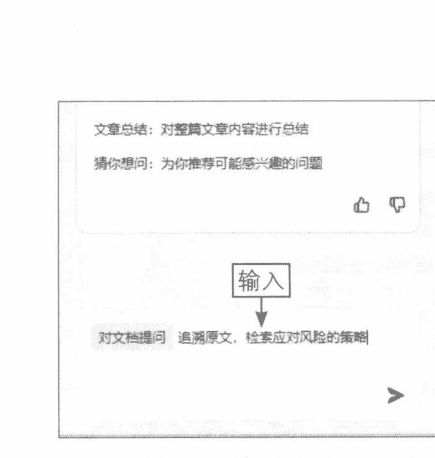 文章总结：对整篇文章内容进行总结
猜你想问：为你推荐可能感兴趣的问题
输入
对文档提问 追溯原文，检索应对风险的策略